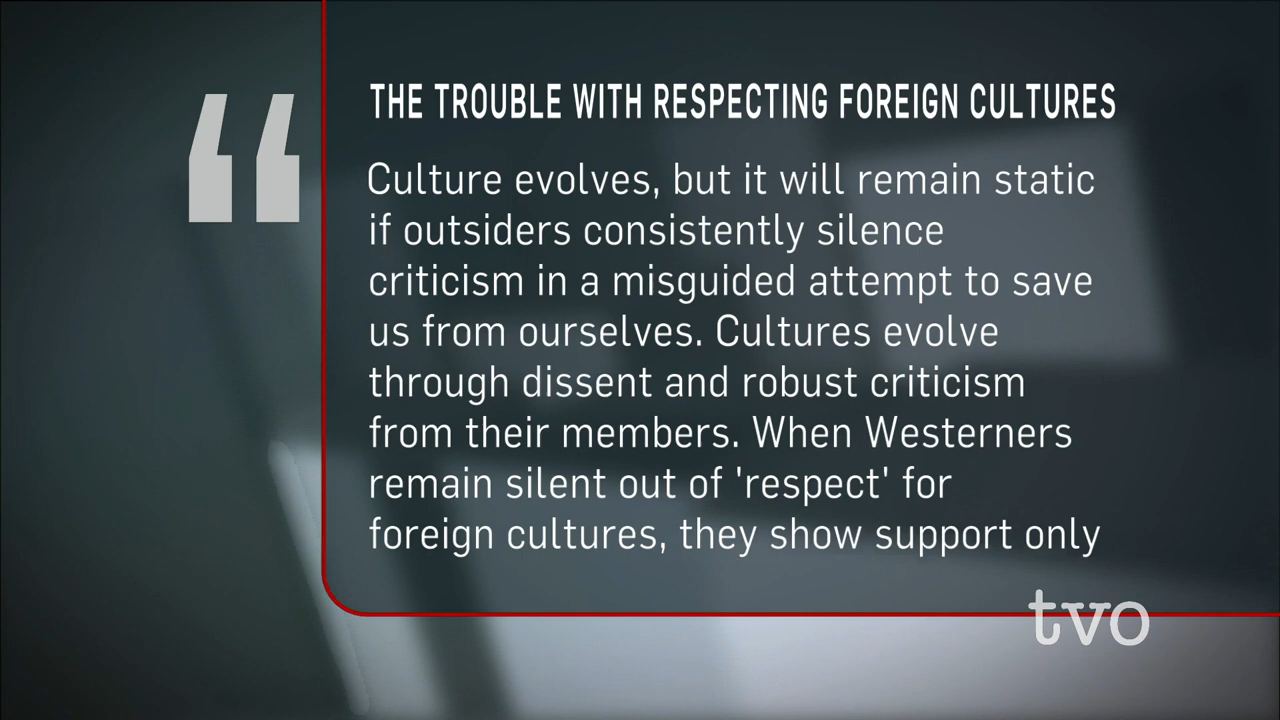 “
THE TROUBLE WITH RESPECTING FOREIGN CULTURES
Culture evolves, but it will remain static
if outsiders consistently silence
criticism in a misguided attempt to save
us from ourselves. Cultures evolve
through dissent and robust criticism
from their members. When Westerners
remain silent out of 'respect' for
foreign cultures, they show support only
tvo